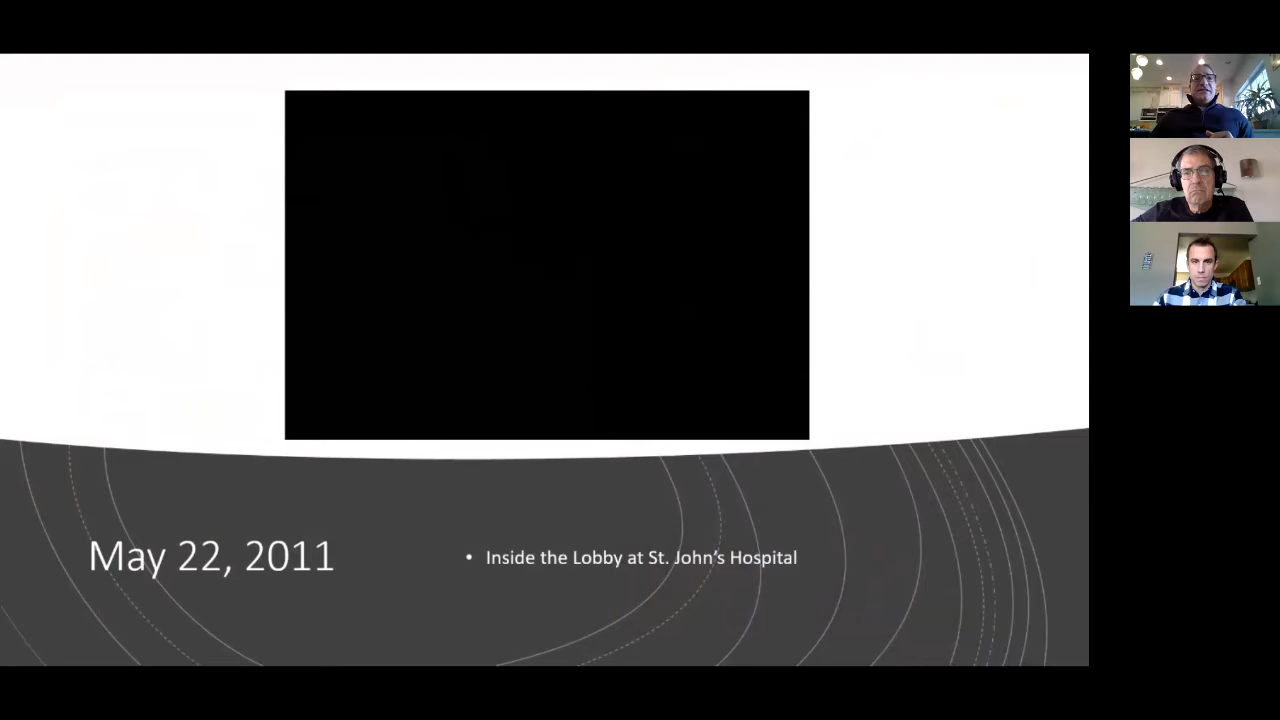 May 22, 2011
• Inside the Lobby at St. John's Hospital